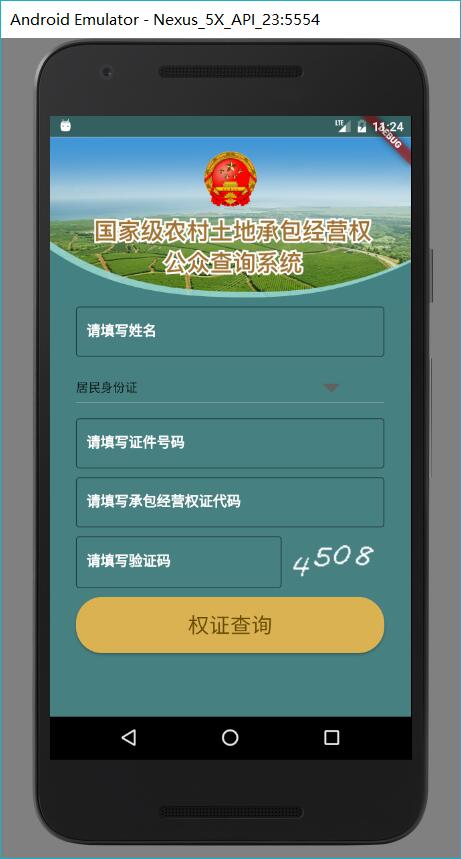 Android Emulator - Nexus_5X_API_23:5554
LTE 11:24
DEBUG
国家级农村土地承包经营权
公众查询系统
请填写姓名
居民身份证
请填写证件号码
请填写承包经营权证代码
请填写验证码 4508
权证查询